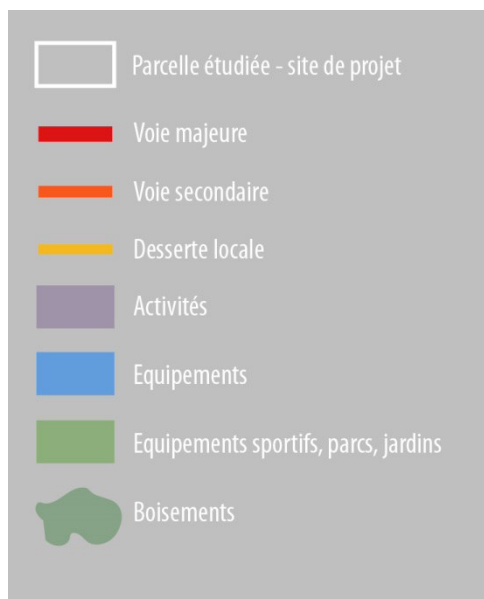 Parcelle étudiée - site de projet
Voie majeure
Voie secondaire
Desserte locale
Activités
Equipements
Equipements sportifs, parcs, jardins
Boisements